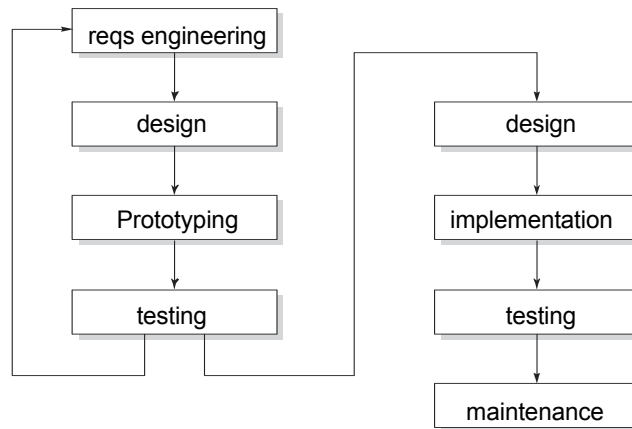 reqs engineering
design
Prototyping
testing
design
implementation
testing
maintenance